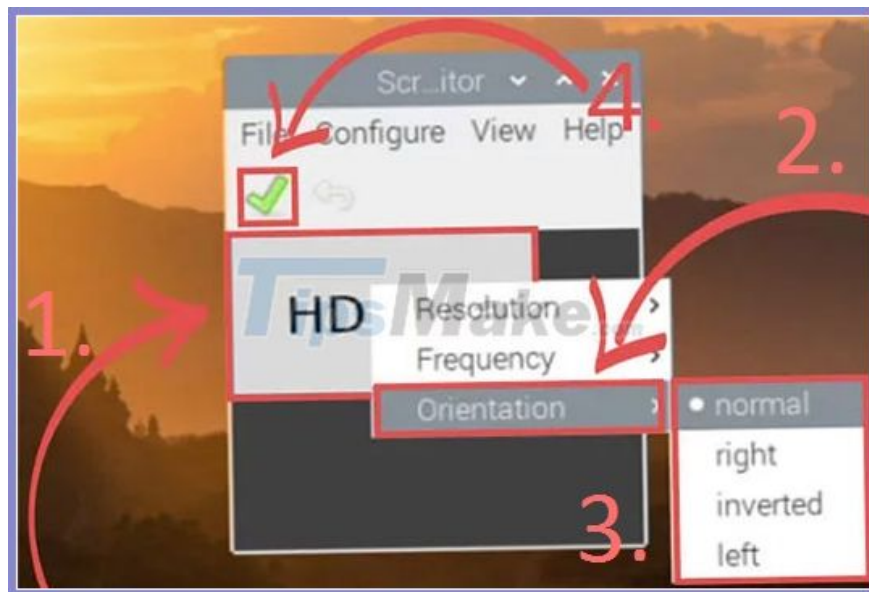 Scr...itor
4.
File Configure View Help
2.
TipsMake.com
HD
Resolution
1.
Frequency
Orientation
normal
right
inverted
3.
left